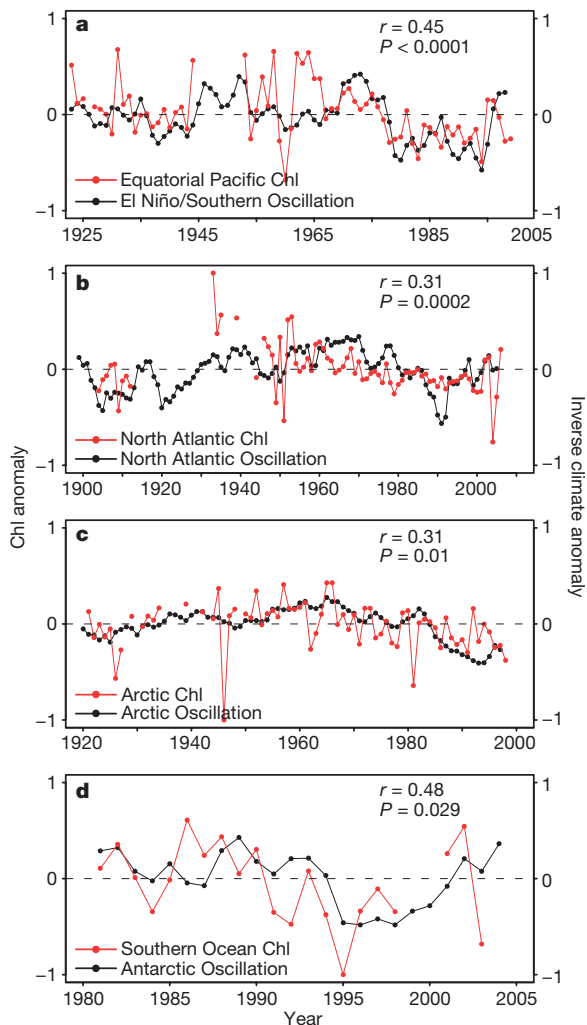 a
r = 0.45
P < 0.0001
1
0
−1
1
0
−1
Equatorial Pacific Chl
El Niño/Southern Oscillation
1925 1945 1965 1985 2005
b
r = 0.31
P = 0.0002
1
0
−1
1
0
−1
North Atlantic Chl
North Atlantic Oscillation
1900 1920 1940 1960 1980 2000
c
r = 0.31
P = 0.01
1
0
−1
1
0
−1
Arctic Chl
Arctic Oscillation
1920 1940 1960 1980 2000
d
r = 0.48
P = 0.029
1
0
−1
1
0
−1
Southern Ocean Chl
Antarctic Oscillation
1980 1985 1990 1995 2000 2005
Year
Chl anomaly
Inverse climate anomaly